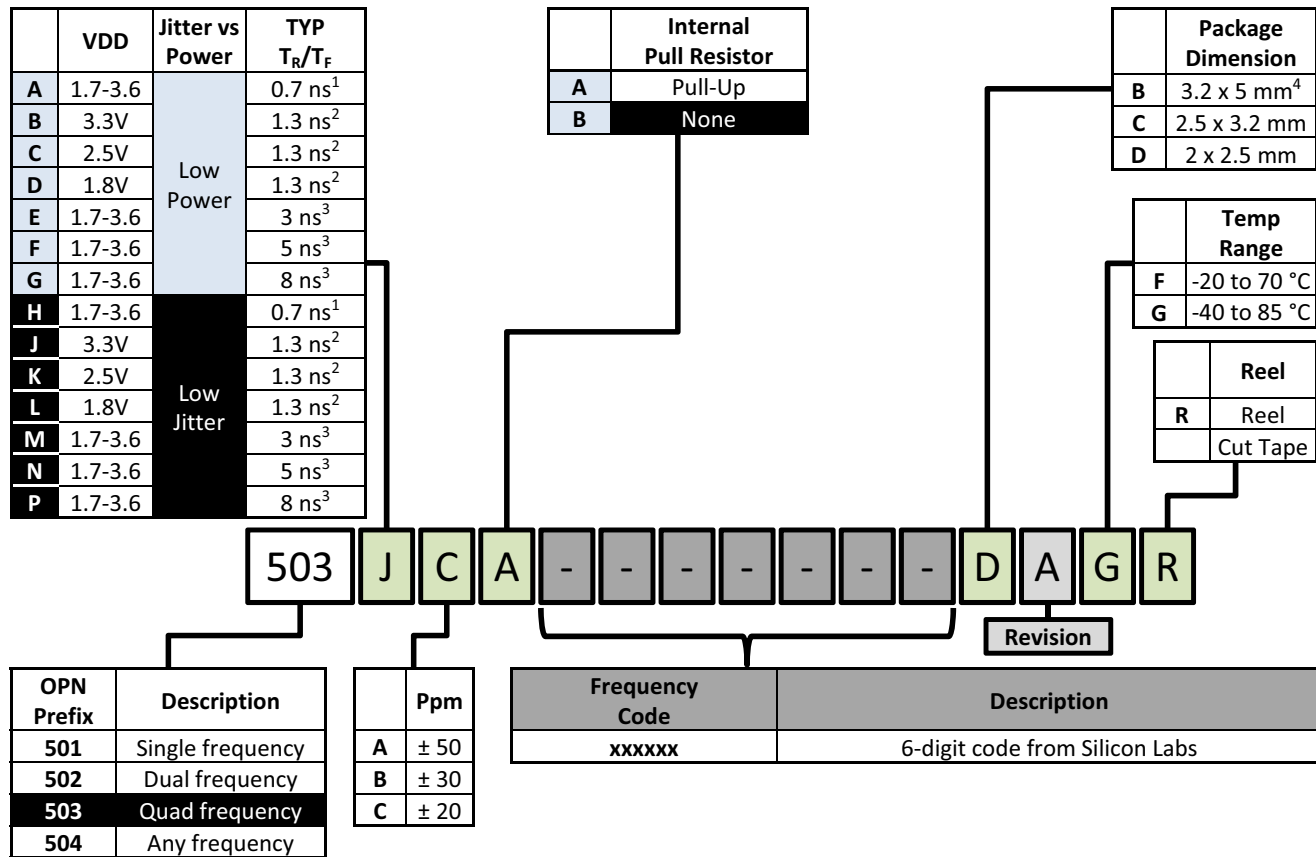 VDD Jitter vs Power TYP TR/TF
A 1.7-3.6 0.7 ns1
B 3.3V 1.3 ns2
C 2.5V 1.3 ns2
D 1.8V 1.3 ns2
E 1.7-3.6 3 ns3
F 1.7-3.6 5 ns3
G 1.7-3.6 8 ns3
Low
Power
H 1.7-3.6 0.7 ns1
J 3.3V 1.3 ns2
K 2.5V 1.3 ns2
L 1.8V 1.3 ns2
M 1.7-3.6 3 ns3
N 1.7-3.6 5 ns3
P 1.7-3.6 8 ns3
Low
Jitter
Internal
Pull Resistor
A Pull-Up
B None
Package
Dimension
B 3.2 x 5 mm4
C 2.5 x 3.2 mm
D 2 x 2.5 mm
Temp
Range
F -20 to 70 °C
G -40 to 85 °C
Reel
R Reel
Cut Tape
503 J C A - - - - - - - D A G R
Revision
OPN
Prefix
Description
501 Single frequency
502 Dual frequency
503 Quad frequency
504 Any frequency
Ppm
A ± 50
B ± 30
C ± 20
Frequency
Code
Description
xxxxxx 6-digit code from Silicon Labs